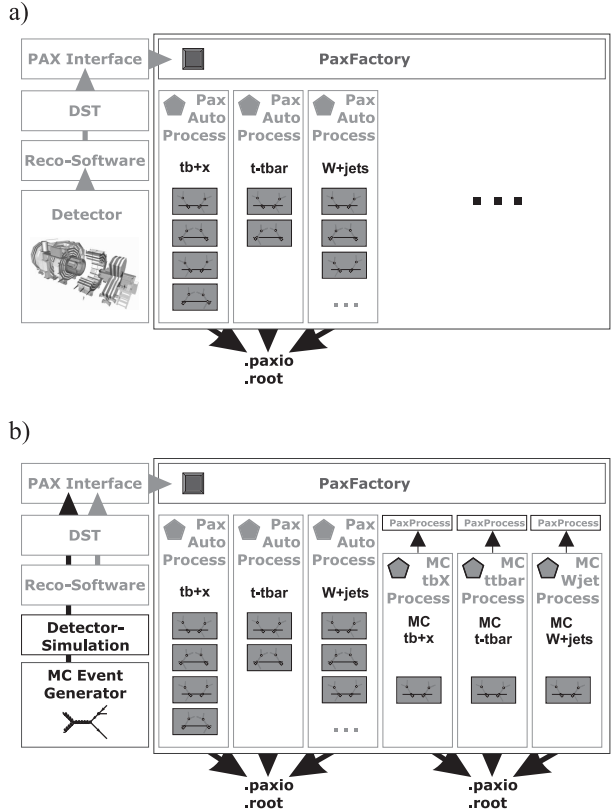 a)
PAX Interface
PaxFactory
DST
Reco-Software
Detector
Pax
Auto
Process
tb+x
Pax
Auto
Process
t-tbar
Pax
Auto
Process
W+jets
...
...
.paxio
.root
b)
PAX Interface
PaxFactory
DST
Reco-Software
Detector-
Simulation
MC Event
Generator
Pax
Auto
Process
tb+x
Pax
Auto
Process
t-tbar
Pax
Auto
Process
W+jets
...
PaxProcess
PaxProcess
PaxProcess
MC
tbX
Process
MC
tb+x
MC
ttbar
Process
MC
t-tbar
MC
Wjet
Process
MC
W+jets
.paxio
.root
.paxio
.root